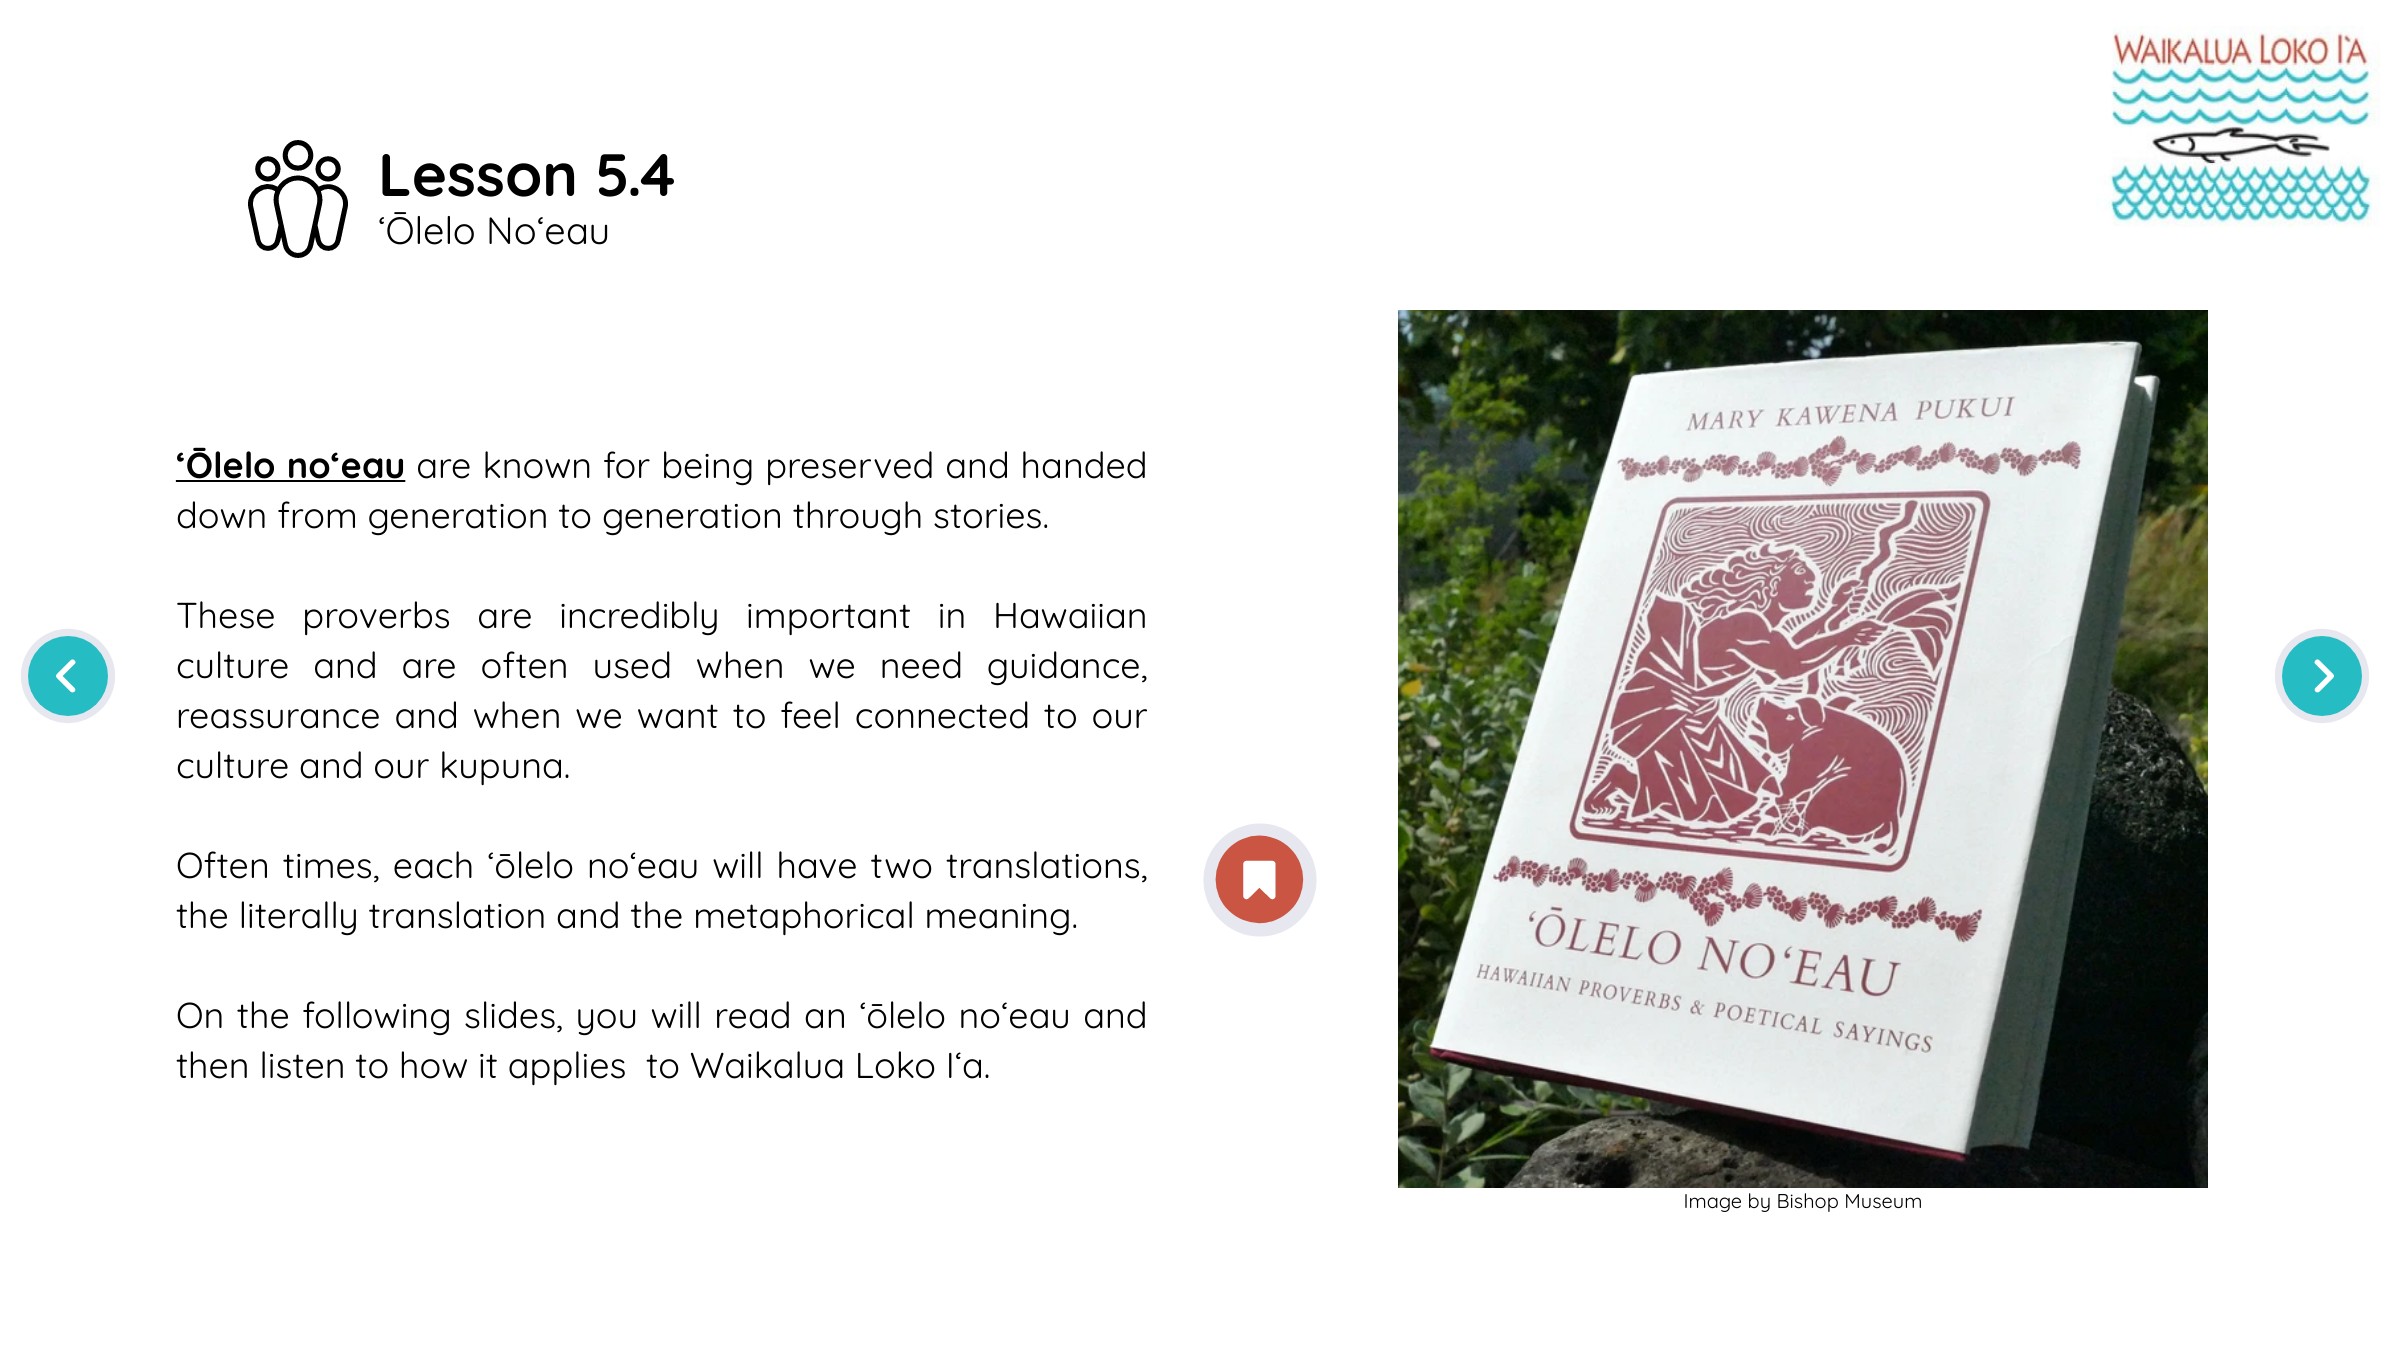 WAIKALUA LOKO I'A
Lesson 5.4
ʻŌlelo Noʻeau
ʻŌlelo noʻeau are known for being preserved and handed
down from generation to generation through stories.
These proverbs are incredibly important in Hawaiian
culture and are often used when we need guidance,
reassurance and when we want to feel connected to our
culture and our kupuna.
Often times, each ʻōlelo noʻeau will have two translations,
the literally translation and the metaphorical meaning.
On the following slides, you will read an ʻōlelo noʻeau and
then listen to how it applies  to Waikalua Loko Iʻa.
MARY KAWENA PUKUI
ʻŌLELO NOʻEAU
HAWAIIAN PROVERBS & POETICAL SAYINGS
Image by Bishop Museum